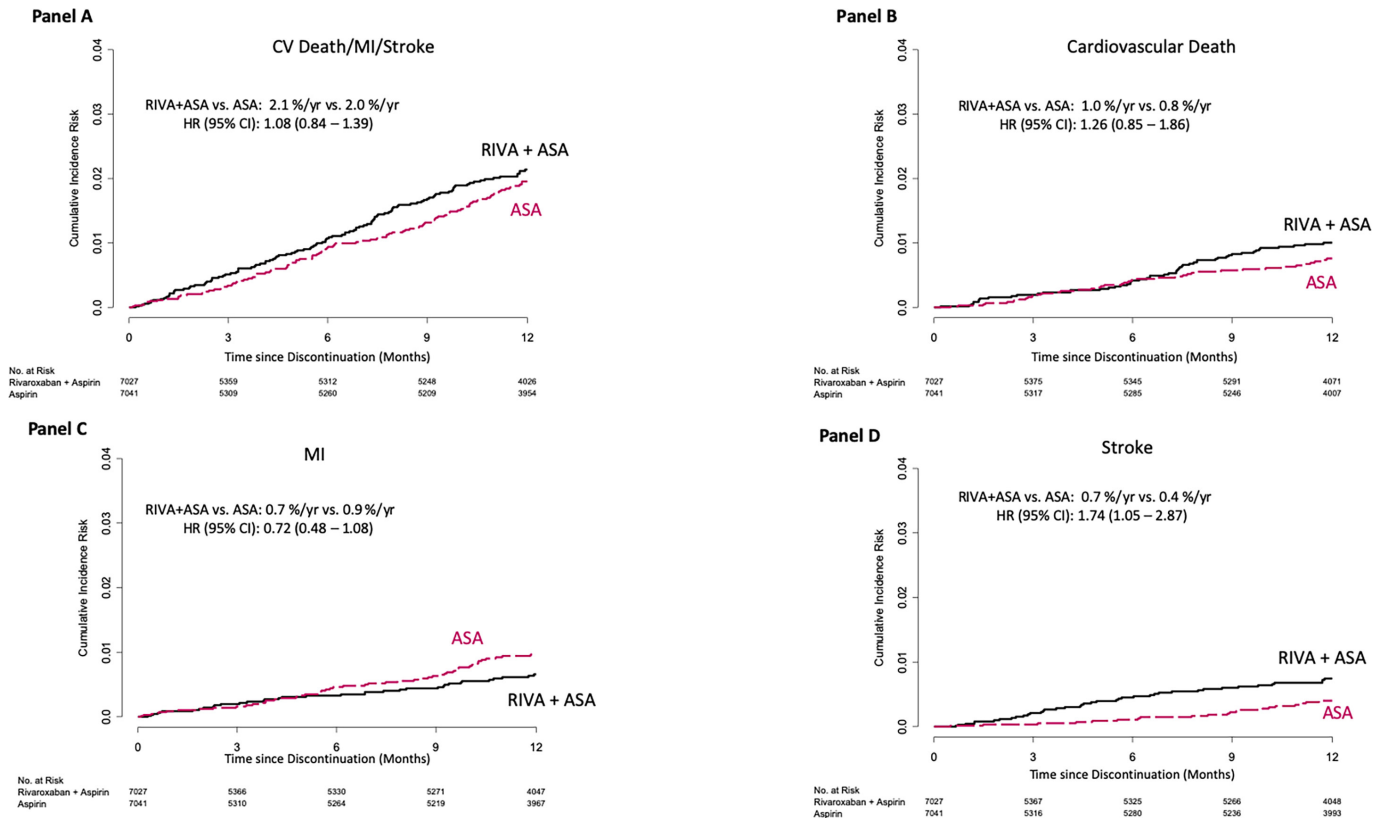 Panel A
CV Death/MI/Stroke
0.04
0.03
0.02
0.01
0.0
Cumulative Incidence Risk
RIVA+ASA vs. ASA: 2.1 %/yr vs. 2.0 %/yr
HR (95% CI): 1.08 (0.84 – 1.39)
RIVA + ASA
ASA
0 3 6 9 12
Time since Discontinuation (Months)
No. at Risk
Rivaroxaban + Aspirin 7027 5359 5312 5248 4026
Aspirin 7041 5309 5260 5209 3954
Panel B
Cardiovascular Death
0.04
0.03
0.02
0.01
0.0
Cumulative Incidence Risk
RIVA+ASA vs. ASA: 1.0 %/yr vs. 0.8 %/yr
HR (95% CI): 1.26 (0.85 – 1.86)
RIVA + ASA
ASA
0 3 6 9 12
Time since Discontinuation (Months)
No. at Risk
Rivaroxaban + Aspirin 7027 5375 5345 5291 4071
Aspirin 7041 5317 5285 5246 4007
Panel C
MI
0.04
0.03
0.02
0.01
0.0
Cumulative Incidence Risk
RIVA+ASA vs. ASA: 0.7 %/yr vs. 0.9 %/yr
HR (95% CI): 0.72 (0.48 – 1.08)
ASA
RIVA + ASA
0 3 6 9 12
Time since Discontinuation (Months)
No. at Risk
Rivaroxaban + Aspirin 7027 5366 5330 5271 4047
Aspirin 7041 5310 5264 5219 3967
Panel D
Stroke
0.04
0.03
0.02
0.01
0.0
Cumulative Incidence Risk
RIVA+ASA vs. ASA: 0.7 %/yr vs. 0.4 %/yr
HR (95% CI): 1.74 (1.05 – 2.87)
RIVA + ASA
ASA
0 3 6 9 12
Time since Discontinuation (Months)
No. at Risk
Rivaroxaban + Aspirin 7027 5367 5325 5266 4048
Aspirin 7041 5316 5280 5236 3993